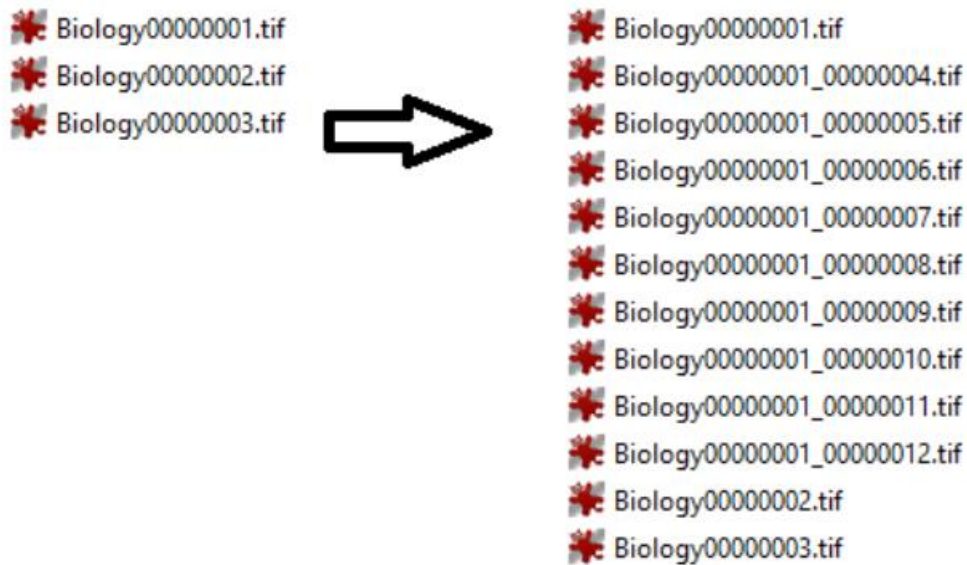 Biology00000001.tif
Biology00000002.tif
Biology00000003.tif
Biology00000001.tif
Biology00000001_00000004.tif
Biology00000001_00000005.tif
Biology00000001_00000006.tif
Biology00000001_00000007.tif
Biology00000001_00000008.tif
Biology00000001_00000009.tif
Biology00000001_00000010.tif
Biology00000001_00000011.tif
Biology00000001_00000012.tif
Biology00000002.tif
Biology00000003.tif